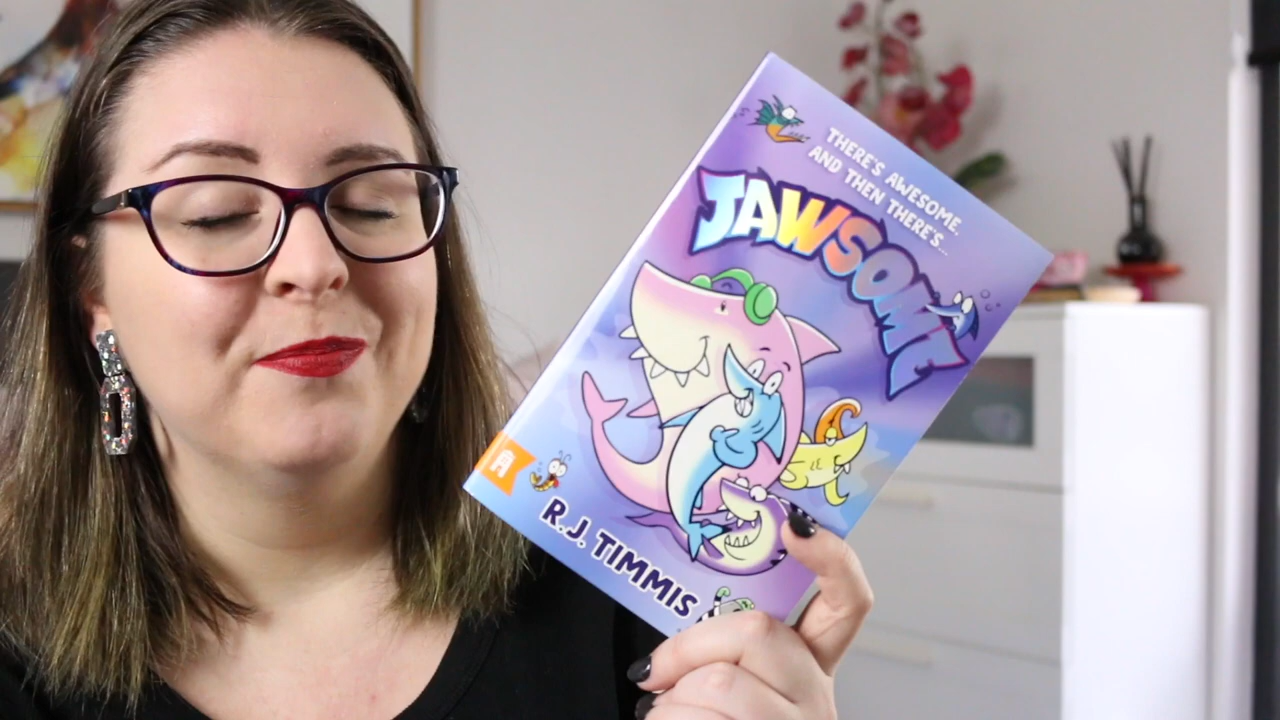 THERE'S AWESOME.
AND THEN THERE'S...
JAWSOME
R.J. TIMMIS